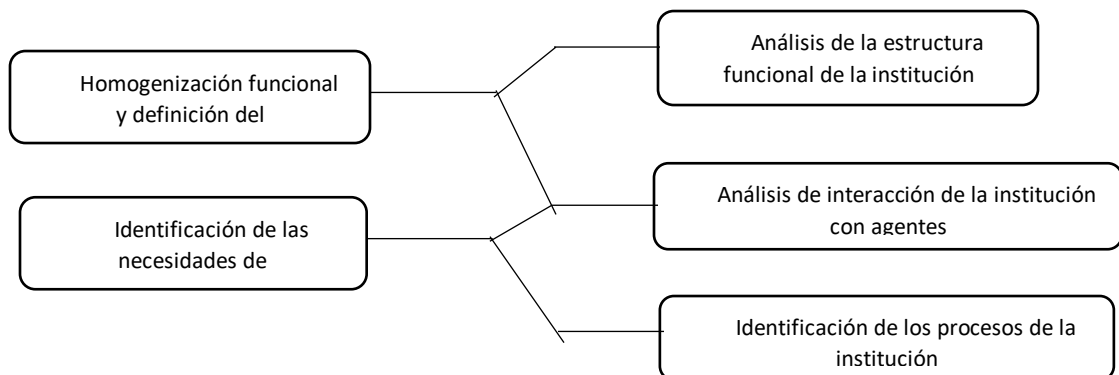 Homogenización funcional
y definición del
Identificación de las
necesidades de
Análisis de la estructura
funcional de la institución
Análisis de interacción de la institución
con agentes
Identificación de los procesos de la
institución